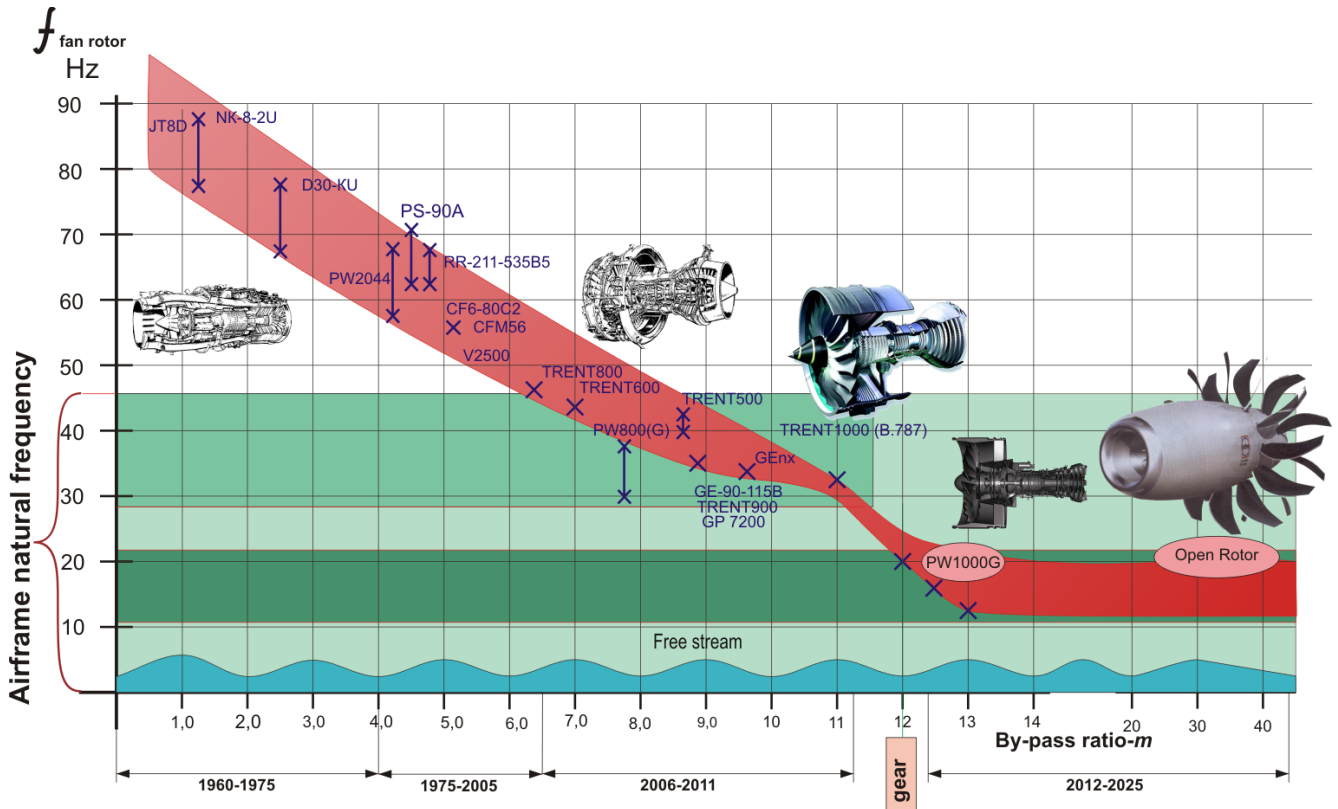 f fan rotor
Hz
90
80
70
60
50
40
30
20
10
Airframe natural frequency
JT8D
NK-8-2U
D30-KU
PS-90A
PW2044
RR-211-535B5
CF6-80C2
CFM56
V2500
TRENT800
TRENT600
TRENT500
PW800(G)
TRENT1000 (B.787)
GEnx
GE-90-115B
TRENT900
GP 7200
PW1000G
Open Rotor
Free stream
1,0 2,0 3,0 4,0 5,0 6,0 7,0 8,0 9,0 10 11 12 13 14 20 30 40
By-pass ratio-m
gear
1960-1975 1975-2005 2006-2011 2012-2025